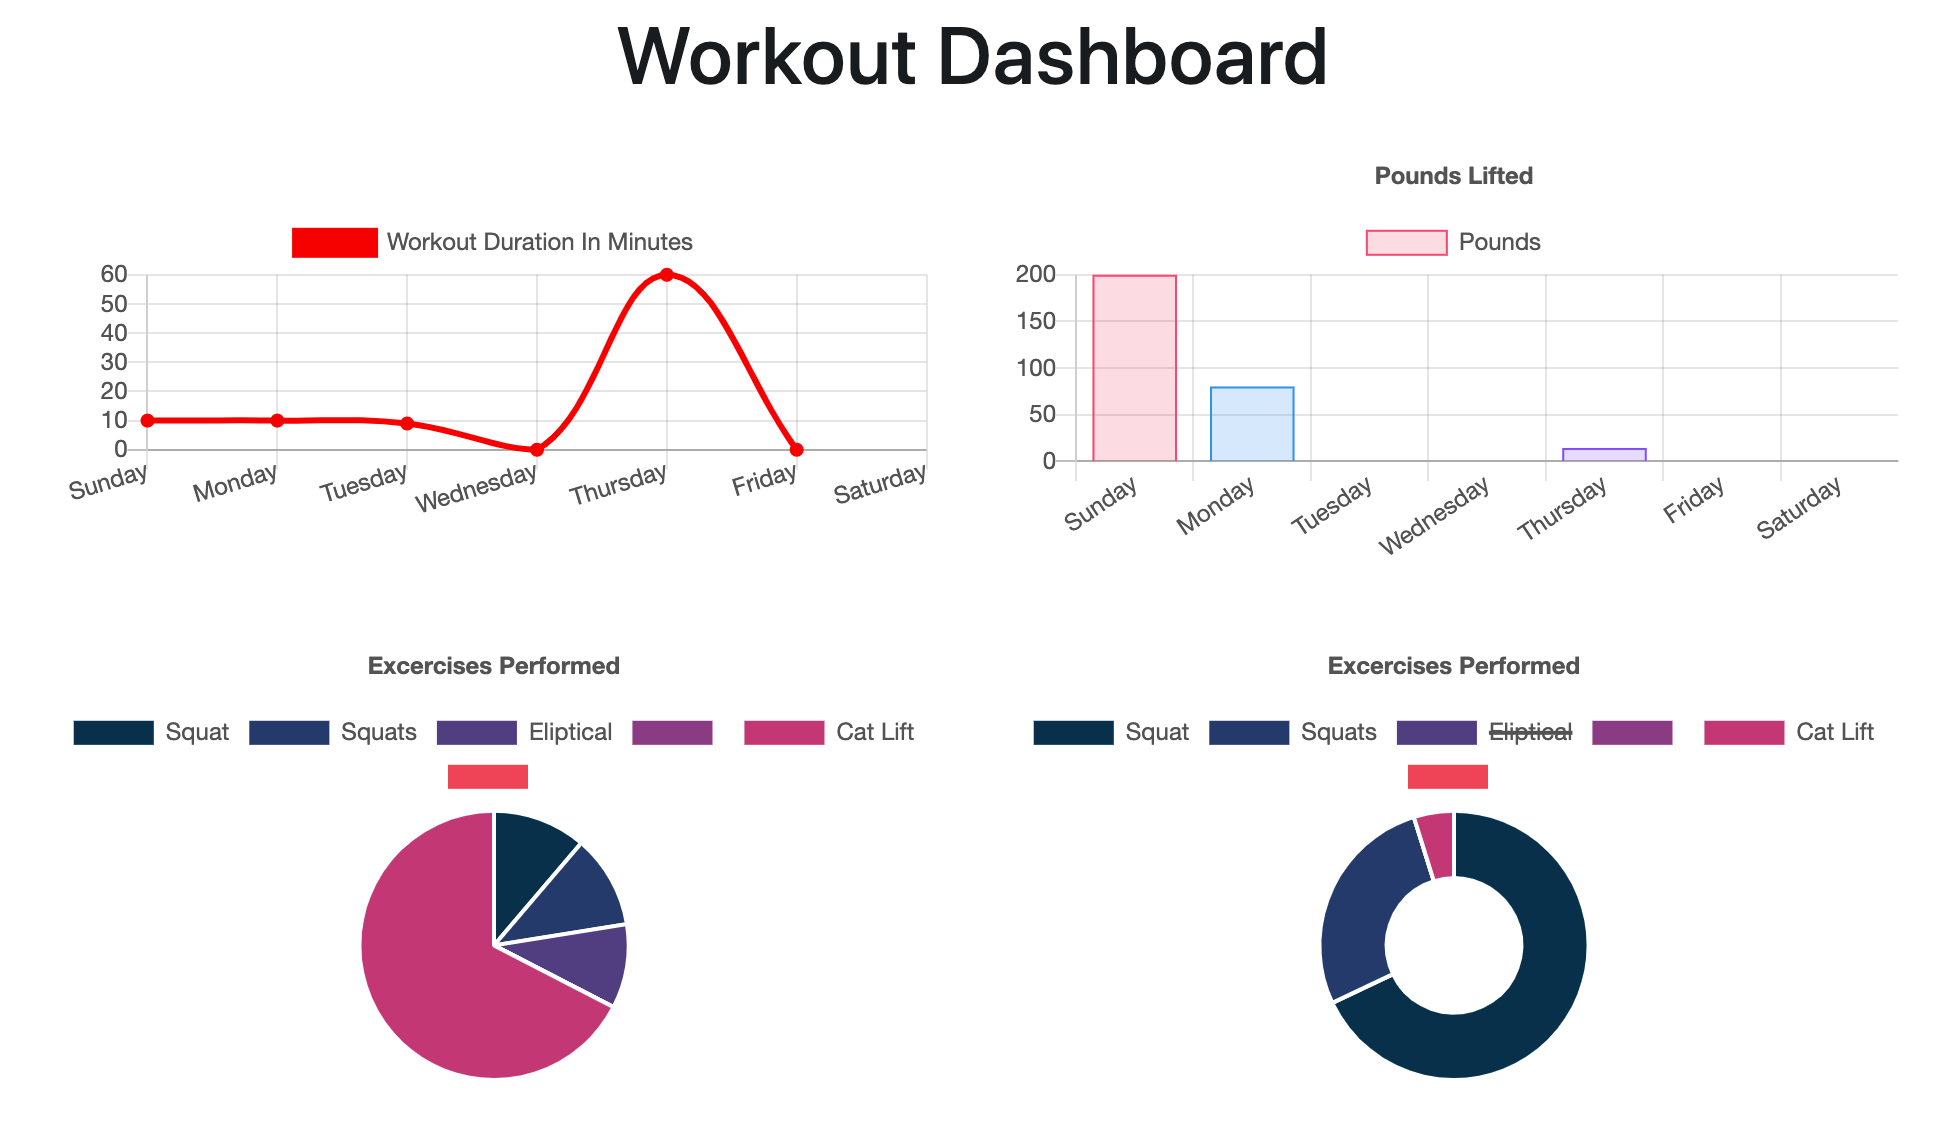 Workout Dashboard
Workout Duration In Minutes
60
50
40
30
20
10
0
Sunday Monday Tuesday Wednesday Thursday Friday Saturday
Pounds Lifted
Pounds
200
150
100
50
0
Sunday Monday Tuesday Wednesday Thursday Friday Saturday
Excercises Performed
Squat Squats Eliptical Cat Lift
Excercises Performed
Squat Squats Eliptical Cat Lift